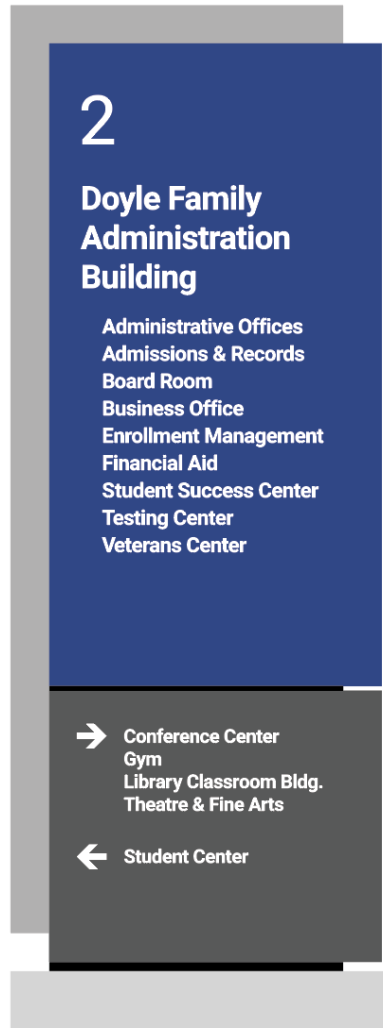 2
Doyle Family
Administration
Building
Administrative Offices
Admissions & Records
Board Room
Business Office
Enrollment Management
Financial Aid
Student Success Center
Testing Center
Veterans Center
→ Conference Center
Gym
Library Classroom Bldg.
Theatre & Fine Arts
← Student Center